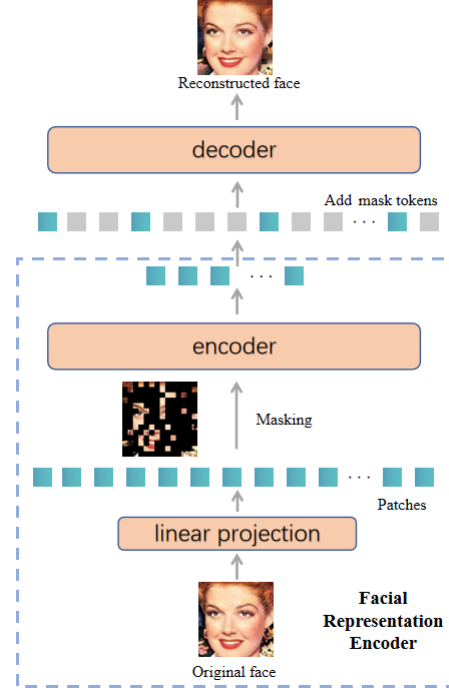 Reconstructed face
decoder
Add mask tokens
. . .
. . .
encoder
Masking
. . .
Patches
linear projection
Facial
Representation
Encoder
Original face